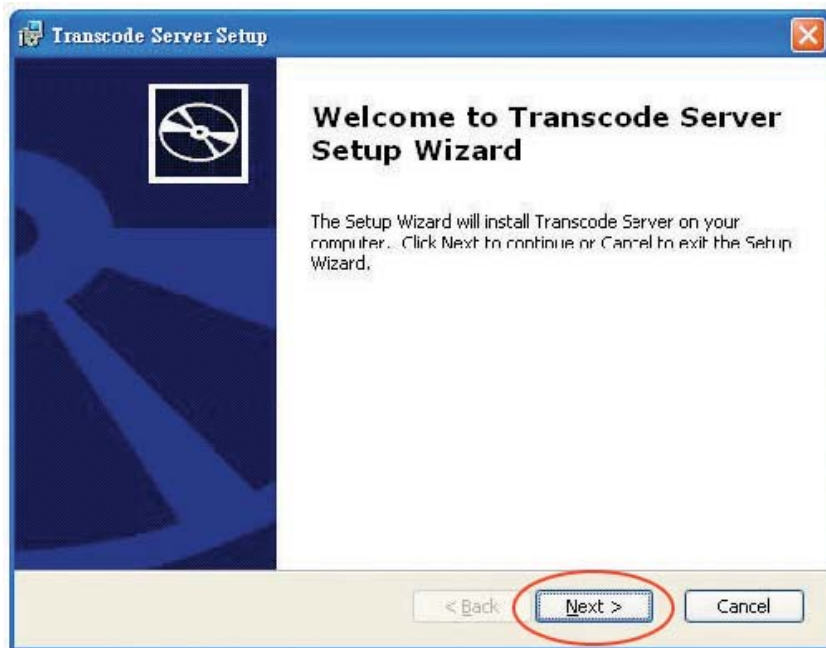 Transcode Server Setup
Welcome to Transcode Server
Setup Wizard
The Setup Wizard will install Transcode Server on your
computer. Click Next to continue or Cancel to exit the Setup
Wizard.
< Back
Next >
Cancel